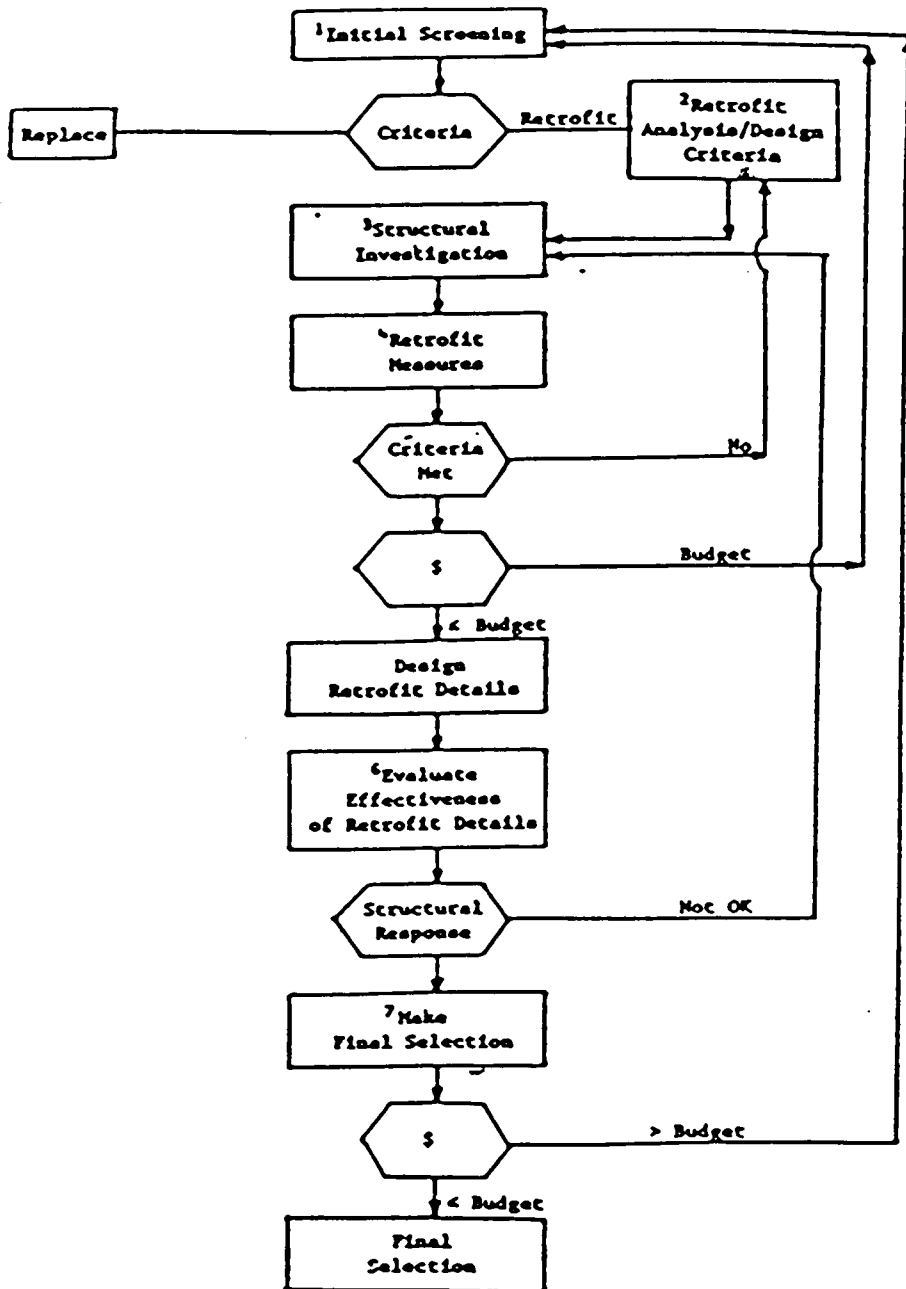 ¹Initial Screening
Replace
Criteria
Retrofit
²Retrofit
Analysis/Design
Criteria
³Structural
Investigation
⁴Retrofit
Measures
Criteria
Met
No
$
Budget
< Budget
Design
Retrofit Details
⁶Evaluate
Effectiveness
of Retrofit Details
Structural
Response
Not OK
⁷Make
Final Selection
$
> Budget
< Budget
Final
Selection